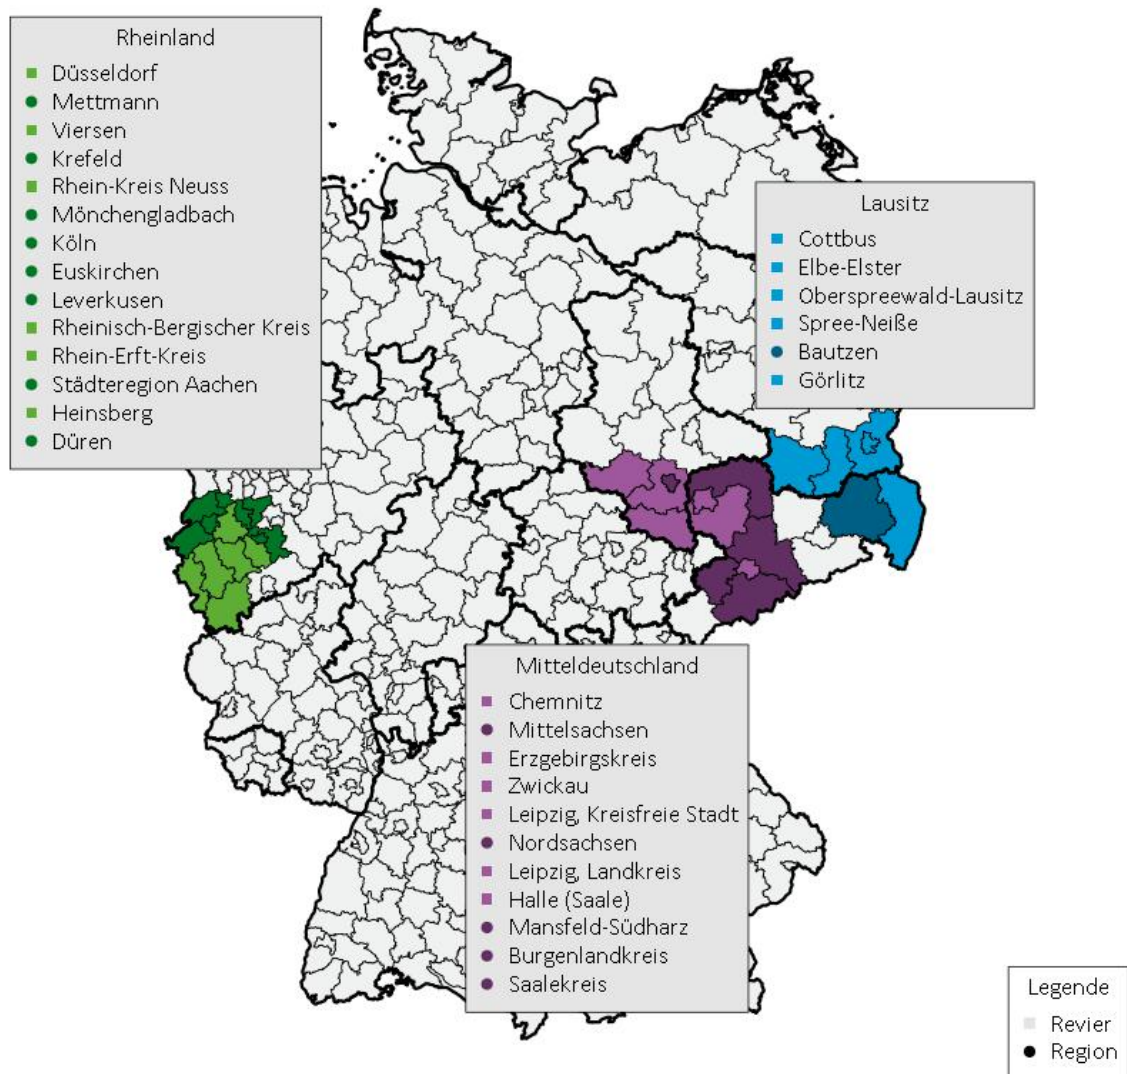 Rheinland
Düsseldorf
Mettmann
Viersen
Krefeld
Rhein-Kreis Neuss
Mönchengladbach
Köln
Euskirchen
Leverkusen
Rheinisch-Bergischer Kreis
Rhein-Erft-Kreis
Städteregion Aachen
Heinsberg
Düren
Lausitz
Cottbus
Elbe-Elster
Oberspreewald-Lausitz
Spree-Neiße
Bautzen
Görlitz
Mitteldeutschland
Chemnitz
Mittelsachsen
Erzgebirgskreis
Zwickau
Leipzig, Kreisfreie Stadt
Nordsachsen
Leipzig, Landkreis
Halle (Saale)
Mansfeld-Südharz
Burgenlandkreis
Saalekreis
Legende
Revier
Region